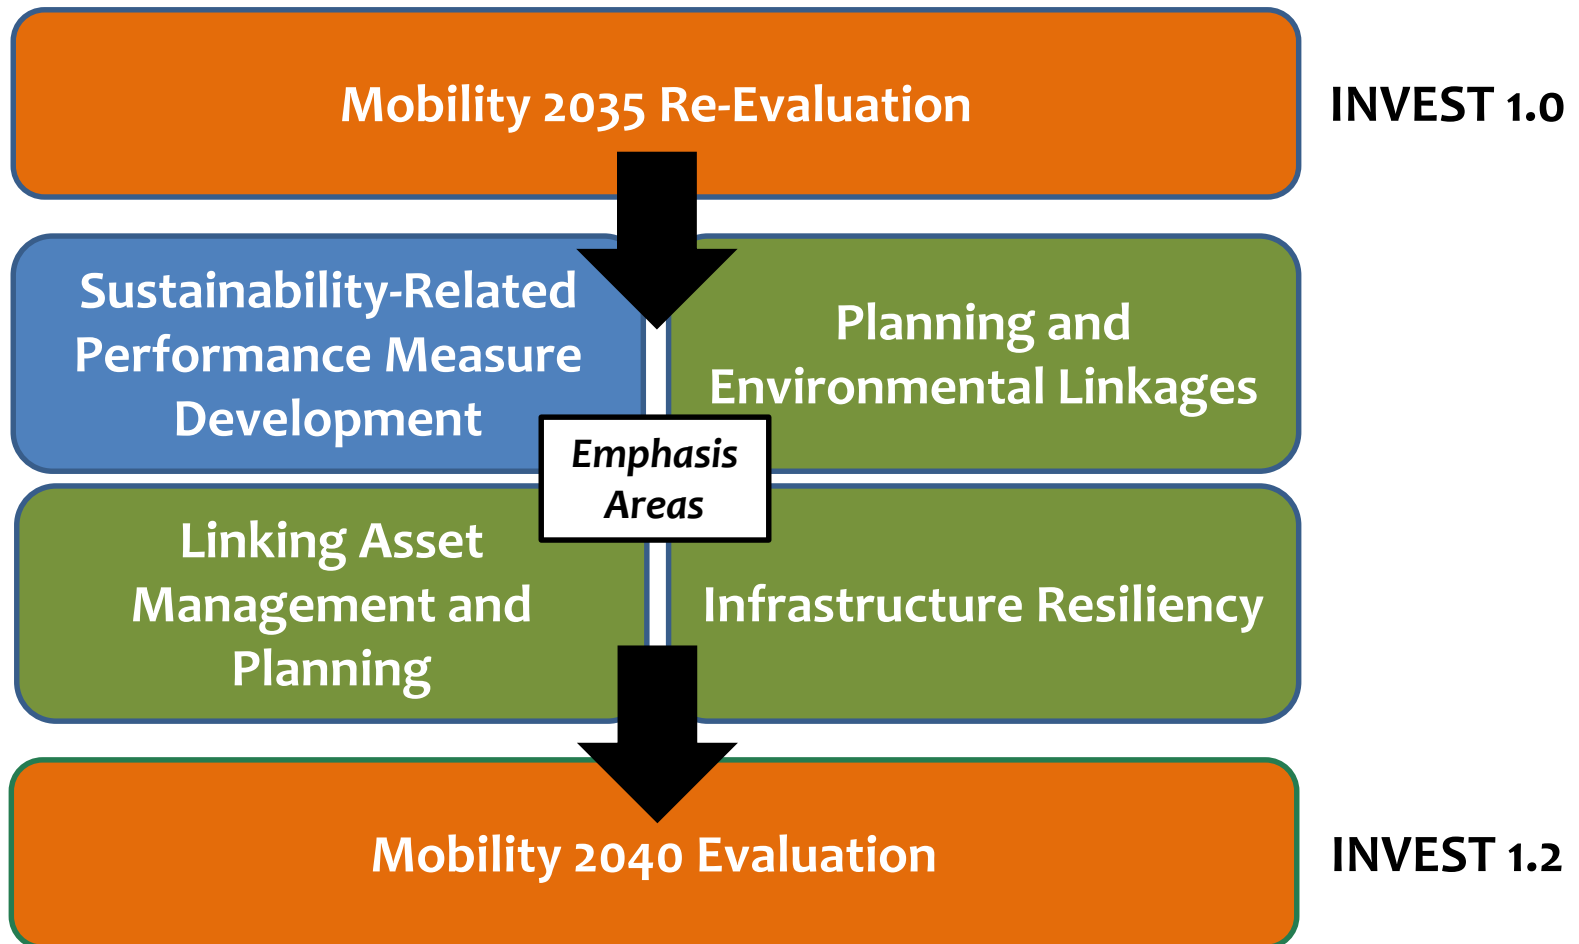 Mobility 2035 Re-Evaluation
INVEST 1.0
Sustainability-Related
Performance Measure
Development
Planning and
Environmental Linkages
Emphasis
Areas
Linking Asset
Management and
Planning
Infrastructure Resiliency
Mobility 2040 Evaluation
INVEST 1.2